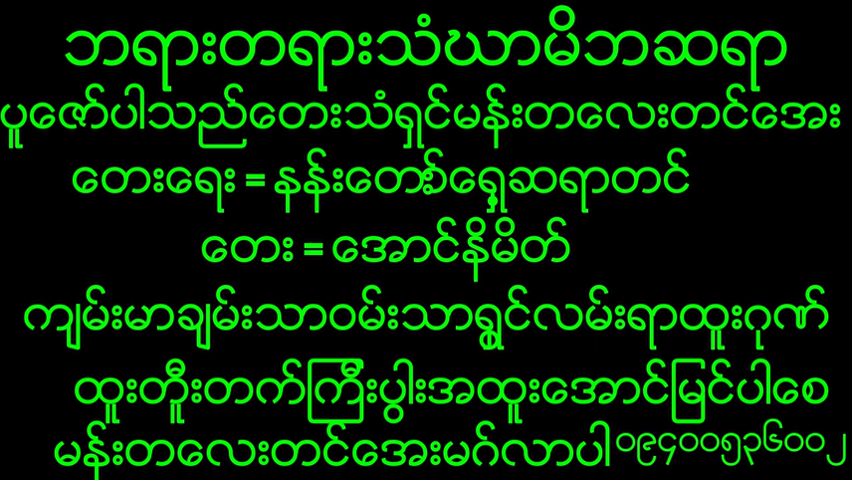 ဘရားတရားသံဃာမိဘဆရာ
ပူဇော်ပါသည်တေးသံရှင်မန်းတလေးတင်အေး
တေးရေး = နန်းတော်ရှေ့ဆရာတင်
တေး = အောင်နိမိတ်
ကျမ်းမာချမ်းသာဝမ်းသာရွှင်လမ်းရာထူးဂုဏ်
ထူးတိုးတက်ကြီးပွါးအထူးအောင်မြင်ပါစေ
မန်းတလေးတင်အေးမင်္ဂလာပါ ၀၉၄၀၀၅၃၆၀၀၂